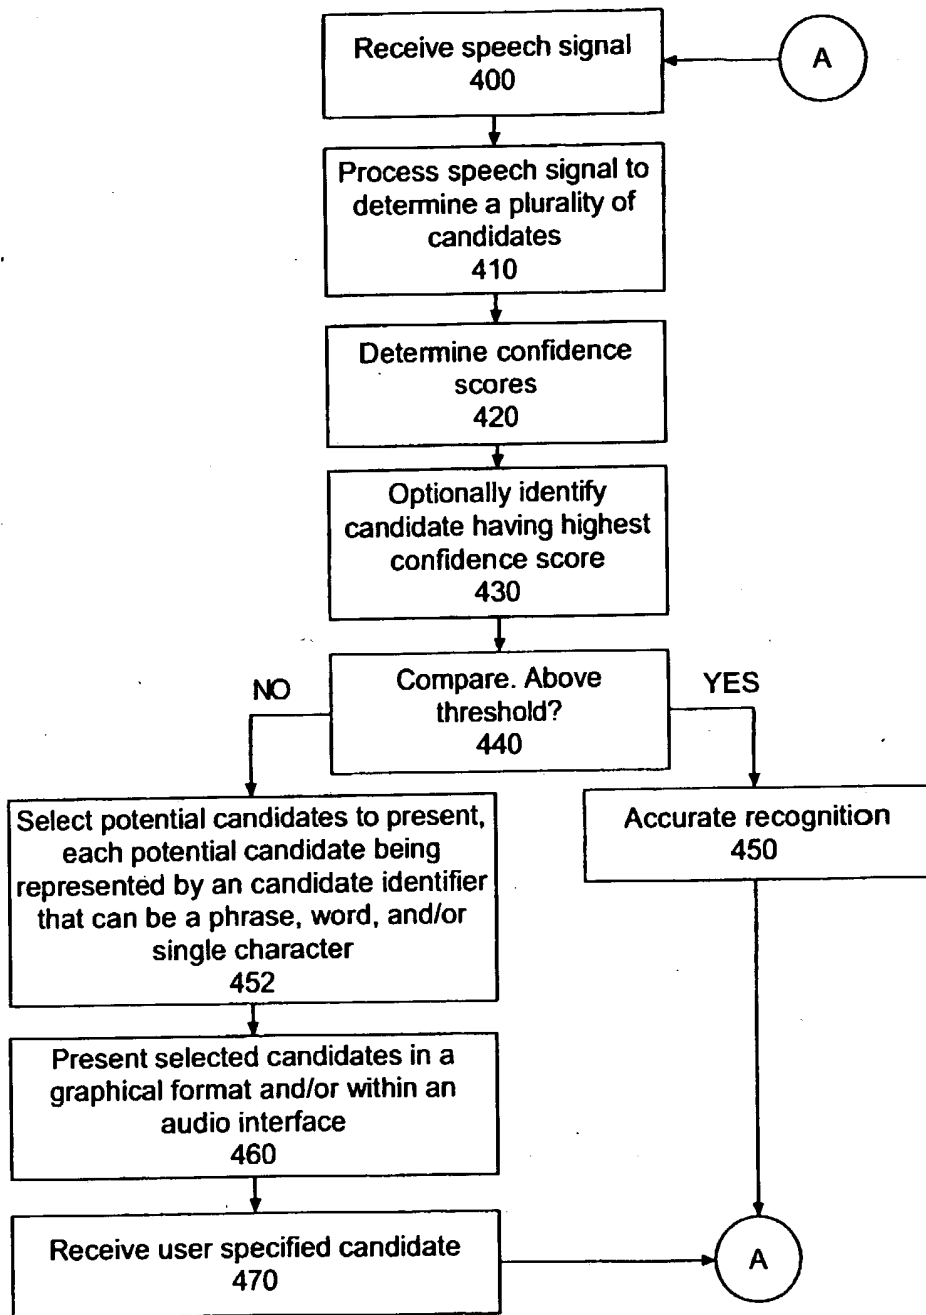 Receive speech signal
400
A
Process speech signal to
determine a plurality of
candidates
410
Determine confidence
scores
420
Optionally identify
candidate having highest
confidence score
430
NO
Compare. Above
threshold?
440
YES
Select potential candidates to present,
each potential candidate being
represented by an candidate identifier
that can be a phrase, word, and/or
single character
452
Accurate recognition
450
Present selected candidates in a
graphical format and/or within an
audio interface
460
Receive user specified candidate
470
A